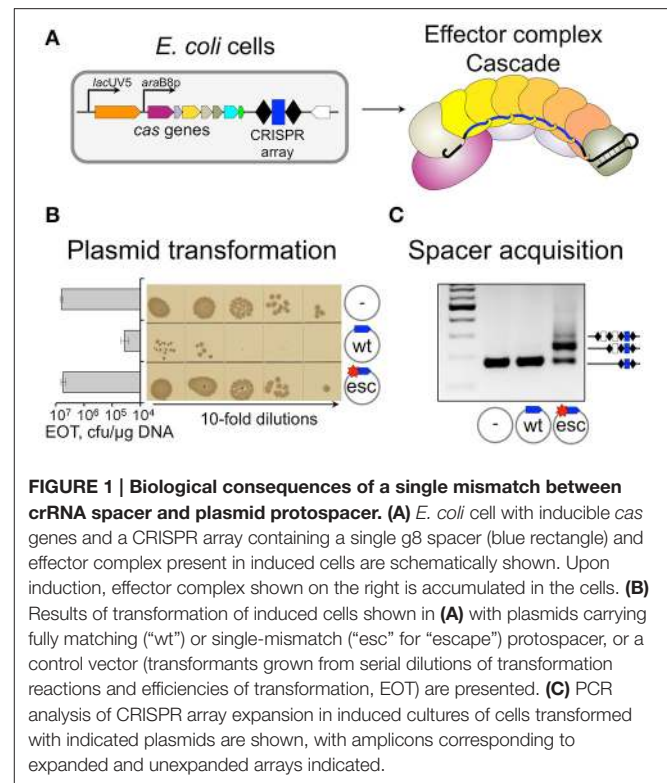 A
E. coli cells
Effector complex
Cascade
lacUV5
araB8p
cas genes
CRISPR
array
B
C
Plasmid transformation
Spacer acquisition
-
wt
esc
10⁷ 10⁶ 10⁵ 10⁴
EOT, cfu/µg DNA
10-fold dilutions
-
wt
esc
FIGURE 1 | Biological consequences of a single mismatch between
crRNA spacer and plasmid protospacer. (A) E. coli cell with inducible cas
genes and a CRISPR array containing a single g8 spacer (blue rectangle) and
effector complex present in induced cells are schematically shown. Upon
induction, effector complex shown on the right is accumulated in the cells. (B)
Results of transformation of induced cells shown in (A) with plasmids carrying
fully matching (“wt”) or single-mismatch (“esc” for “escape”) protospacer, or a
control vector (transformants grown from serial dilutions of transformation
reactions and efficiencies of transformation, EOT) are presented. (C) PCR
analysis of CRISPR array expansion in induced cultures of cells transformed
with indicated plasmids are shown, with amplicons corresponding to
expanded and unexpanded arrays indicated.